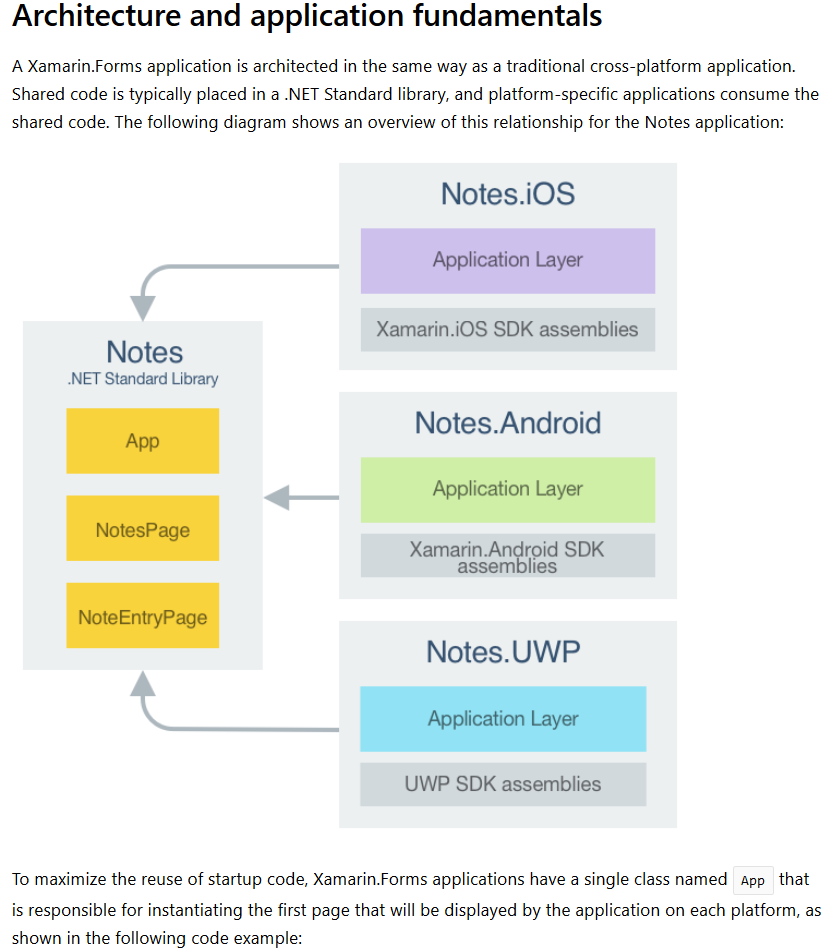 Architecture and application fundamentals
A Xamarin.Forms application is architected in the same way as a traditional cross-platform application.
Shared code is typically placed in a .NET Standard library, and platform-specific applications consume the
shared code. The following diagram shows an overview of this relationship for the Notes application:
Notes.iOS
Application Layer
Xamarin.iOS SDK assemblies
Notes
.NET Standard Library
App
NotesPage
NoteEntryPage
Notes.Android
Application Layer
Xamarin.Android SDK
assemblies
Notes.UWP
Application Layer
UWP SDK assemblies
To maximize the reuse of startup code, Xamarin.Forms applications have a single class named App that
is responsible for instantiating the first page that will be displayed by the application on each platform, as
shown in the following code example: